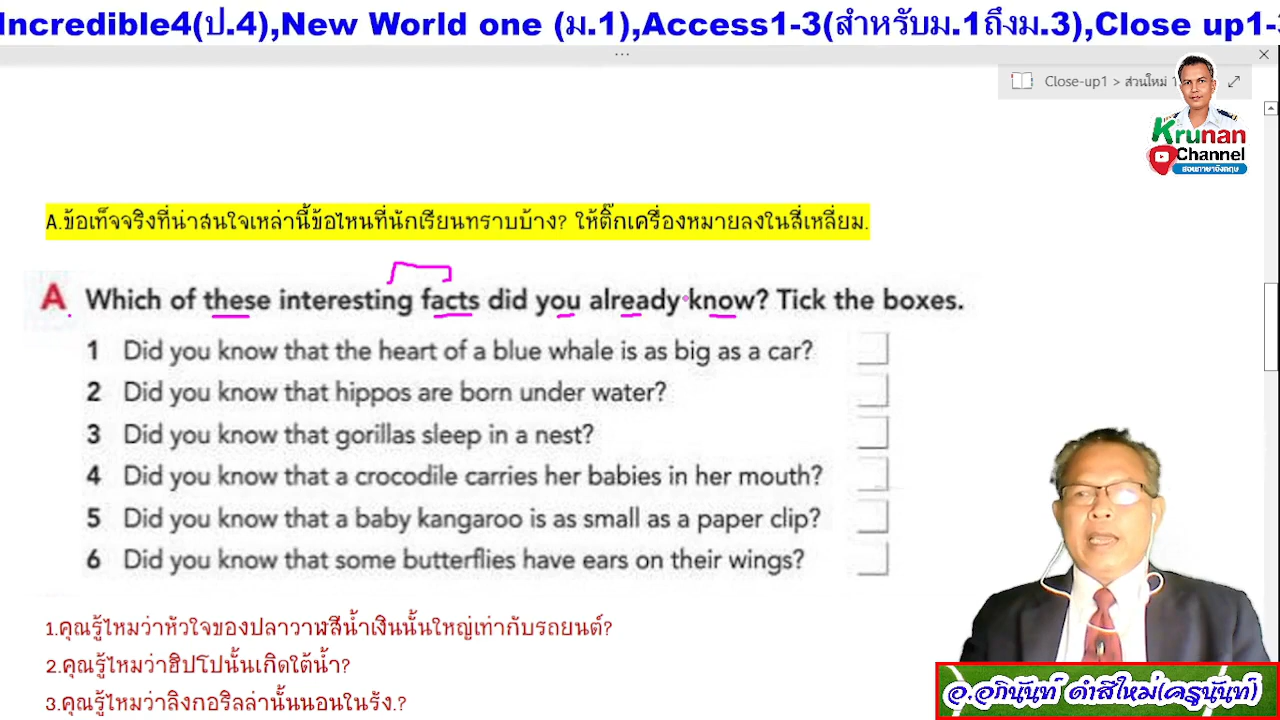 Incredible4(ป.4),New World one (ม.1),Access1-3(สำหรับม.1ถึงม.3),Close up1-3
Close-up1 > ส่วนใหม่ 1
Krunan
Channel
สอนภาษาอังกฤษ
A.ข้อเท็จจริงที่น่าสนใจเหล่านี้ข้อไหนที่นักเรียนทราบบ้าง? ให้ติ๊กเครื่องหมายลงในสี่เหลี่ยม.
A Which of these interesting facts did you already know? Tick the boxes.
1 Did you know that the heart of a blue whale is as big as a car?
2 Did you know that hippos are born under water?
3 Did you know that gorillas sleep in a nest?
4 Did you know that a crocodile carries her babies in her mouth?
5 Did you know that a baby kangaroo is as small as a paper clip?
6 Did you know that some butterflies have ears on their wings?
1.คุณรู้ไหมว่าหัวใจของปลาวาฬสีน้ำเงินนั้นใหญ่เท่ากับรถยนต์?
2.คุณรู้ไหมว่าฮิปโปนั้นเกิดใต้น้ำ?
3.คุณรู้ไหมว่าลิงกอริลล่านั้นนอนในรัง.?
อ.อภินันท์ ดำสีใหม่(ครูนันท์)